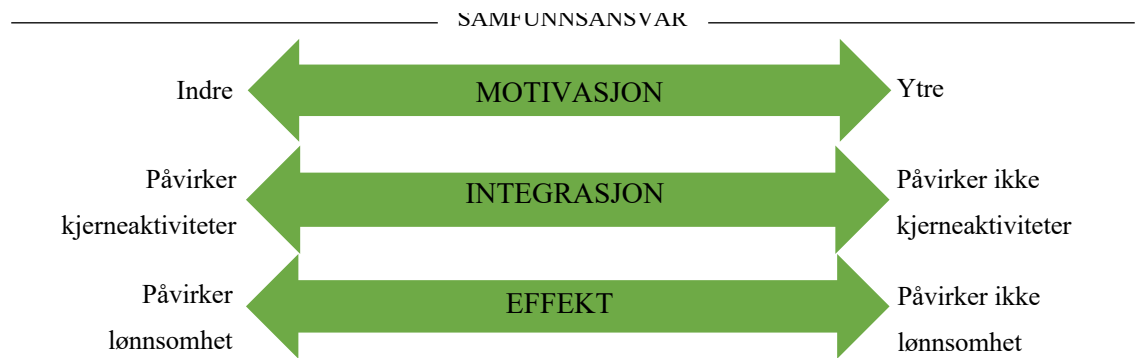 SAMFUNNSANSVAR
Indre
MOTIVASJON
Ytre
Påvirker
kjerneaktiviteter
INTEGRASJON
Påvirker ikke
kjerneaktiviteter
Påvirker
lønnsomhet
EFFEKT
Påvirker ikke
lønnsomhet